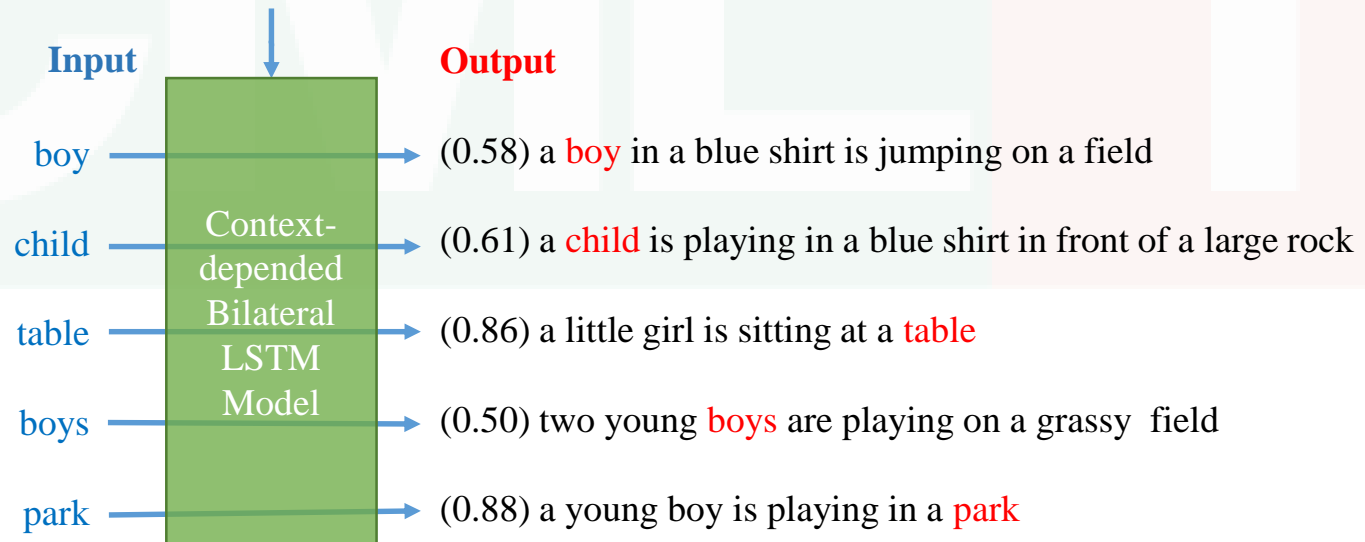 Input Output
boy (0.58) a boy in a blue shirt is jumping on a field
child (0.61) a child is playing in a blue shirt in front of a large rock
table (0.86) a little girl is sitting at a table
boys (0.50) two young boys are playing on a grassy field
park (0.88) a young boy is playing in a park
Context-
depended
Bilateral
LSTM
Model